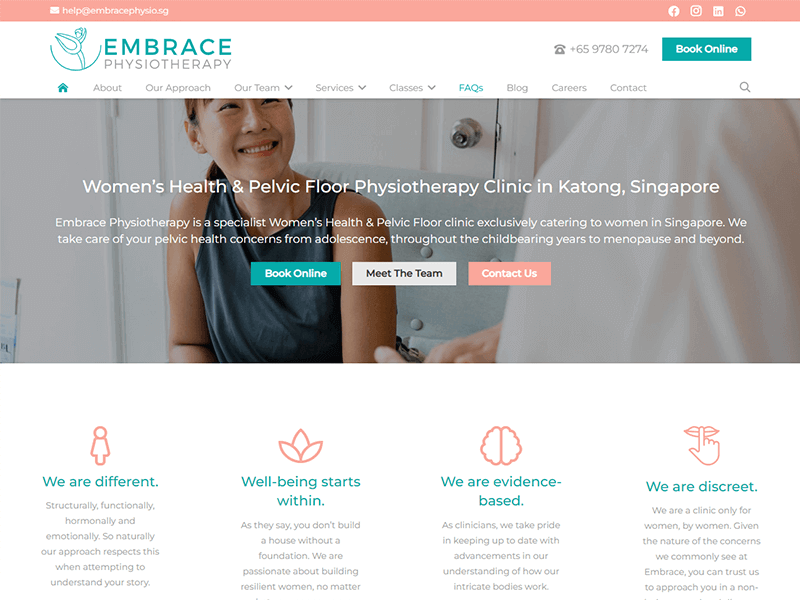 help@embracephysio.sg
EMBRACE
PHYSIOTHERAPY
+65 9780 7274
Book Online
About
Our Approach
Our Team
Services
Classes
FAQs
Blog
Careers
Contact
Women's Health & Pelvic Floor Physiotherapy Clinic in Katong, Singapore
Embrace Physiotherapy is a specialist Women's Health & Pelvic Floor clinic exclusively catering to women in Singapore. We
take care of your pelvic health concerns from adolescence, throughout the childbearing years to menopause and beyond.
Book Online
Meet The Team
Contact Us
We are different.
Structurally, functionally,
hormonally and
emotionally. So naturally
our approach respects this
when attempting to
understand your story.
Well-being starts
within.
As they say, you don't build
a house without a
foundation. We are
passionate about building
resilient women, no matter
We are evidence-
based.
As clinicians, we take pride
in keeping up to date with
advancements in our
understanding of how our
intricate bodies work.
We are discreet.
We are a clinic only for
women, by women. Given
the nature of the concerns
we commonly see at
Embrace, you can trust us
to approach you in a non-